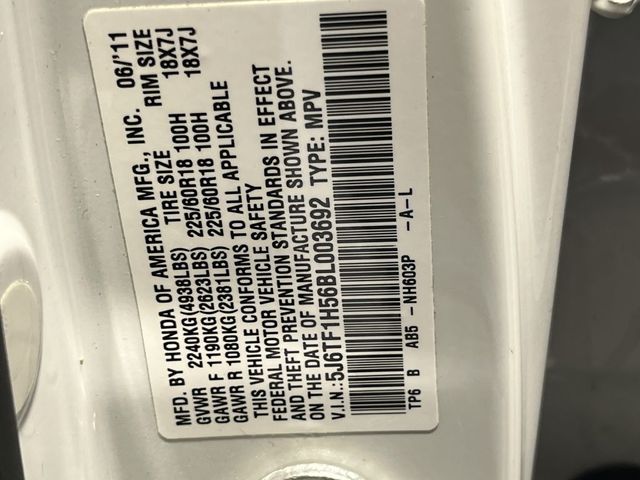 MFD. BY HONDA OF AMERICA MFG., INC. 06/'11
GVWR 2240KG(4938LBS) TIRE SIZE RIM SIZE
GAWR F 1190KG(2623LBS) 225/60R18 100H 18X7J
GAWR R 1080KG(2381LBS) 225/60R18 100H 18X7J
THIS VEHICLE CONFORMS TO ALL APPLICABLE
FEDERAL MOTOR VEHICLE SAFETY
AND THEFT PREVENTION STANDARDS IN EFFECT
ON THE DATE OF MANUFACTURE SHOWN ABOVE.
V.I.N.:5J6TF1H56BL003692 TYPE: MPV
TP6 B AB5 -NH603P -A-L